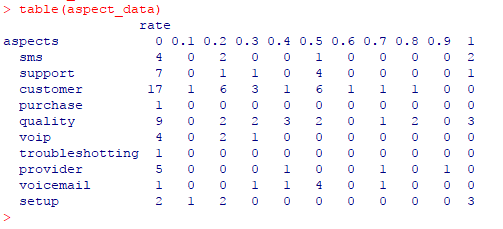 > table(aspect_data)
rate
aspects 0 0.1 0.2 0.3 0.4 0.5 0.6 0.7 0.8 0.9 1
sms 4 0 2 0 0 1 0 0 0 0 2
support 7 0 1 1 0 4 0 0 0 0 1
customer 17 1 6 3 1 6 1 1 1 0 0
purchase 1 0 0 0 0 0 0 0 0 0 0
quality 9 0 2 2 3 2 0 1 2 0 3
voip 4 0 2 1 0 0 0 0 0 0 0
troubleshotting 1 0 0 0 0 0 0 0 0 0 0
provider 5 0 0 0 1 0 0 1 0 1 0
voicemail 1 0 0 1 1 4 0 1 0 0 0
setup 2 1 2 0 0 0 0 0 0 0 3
>